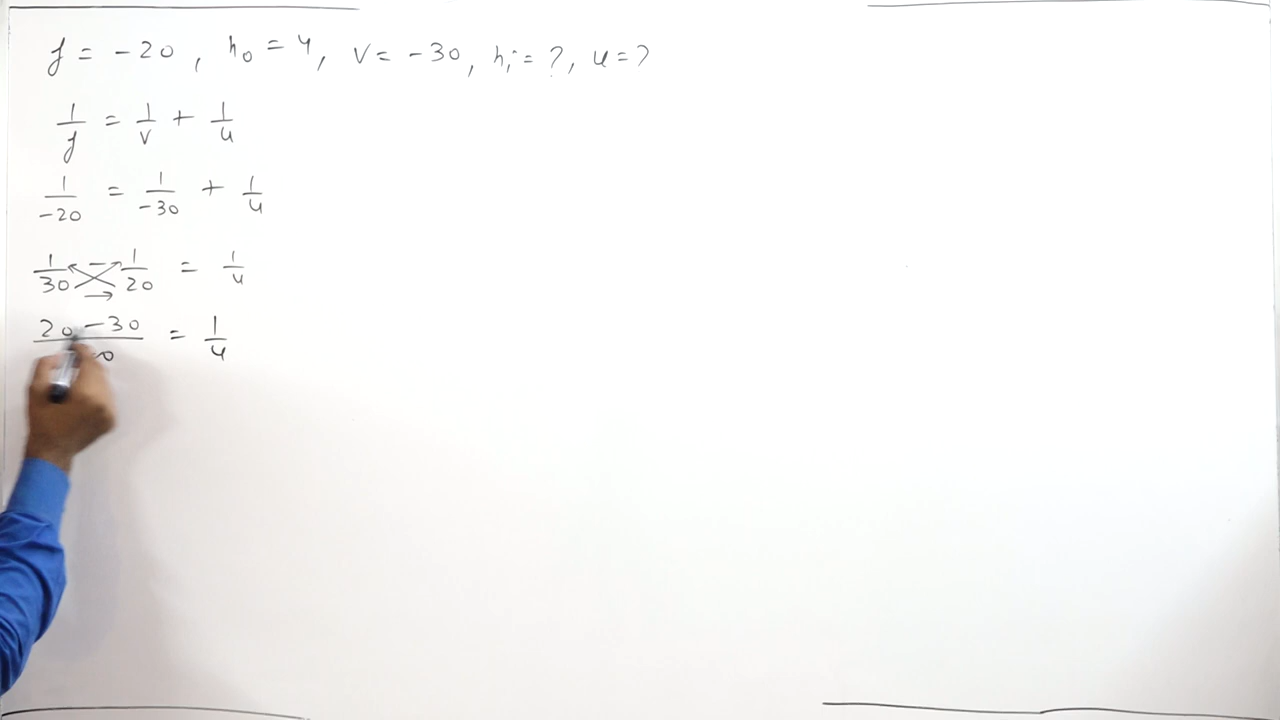 f = -20, h₀ = 4, v = -30, hᵢ = ?, u = ?
1/f = 1/v + 1/u
1/-20 = 1/-30 + 1/u
1/30 - 1/20 = 1/u
20 - 30 / = 1/u